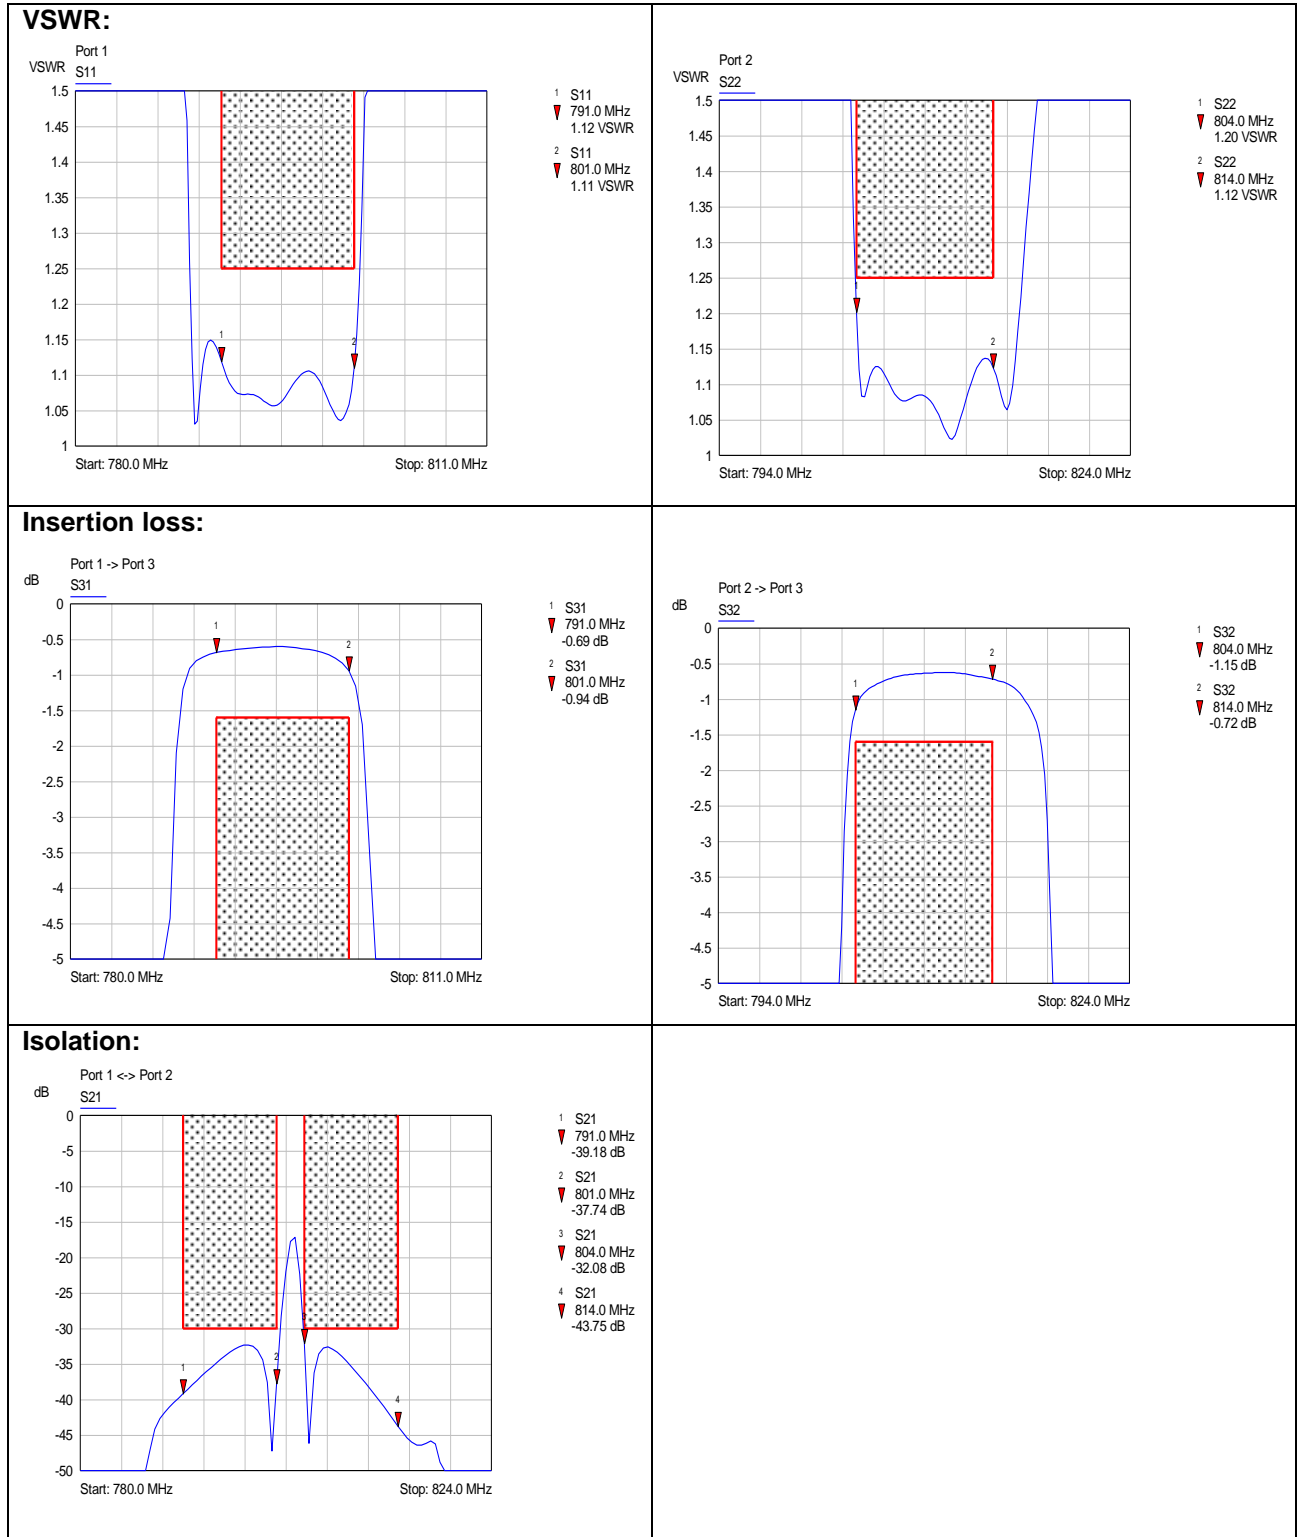 VSWR:
Port 1
VSWR
S11
1.5
1.45
1.4
1.35
1.3
1.25
1.2
1.15
1.1
1.05
1
1
2
Start: 780.0 MHz
Stop: 811.0 MHz
1 S11
791.0 MHz
1.12 VSWR
2 S11
801.0 MHz
1.11 VSWR
Port 2
VSWR
S22
1.5
1.45
1.4
1.35
1.3
1.25
1.2
1.15
1.1
1.05
1
1
2
Start: 794.0 MHz
Stop: 824.0 MHz
1 S22
804.0 MHz
1.20 VSWR
2 S22
814.0 MHz
1.12 VSWR
Insertion loss:
Port 1 -> Port 3
dB
S31
0
-0.5
-1
-1.5
-2
-2.5
-3
-3.5
-4
-4.5
-5
1
2
Start: 780.0 MHz
Stop: 811.0 MHz
1 S31
791.0 MHz
-0.69 dB
2 S31
801.0 MHz
-0.94 dB
Port 2 -> Port 3
dB
S32
0
-0.5
-1
-1.5
-2
-2.5
-3
-3.5
-4
-4.5
-5
1
2
Start: 794.0 MHz
Stop: 824.0 MHz
1 S32
804.0 MHz
-1.15 dB
2 S32
814.0 MHz
-0.72 dB
Isolation:
Port 1 <-> Port 2
dB
S21
0
-5
-10
-15
-20
-25
-30
-35
-40
-45
-50
1
2
4
Start: 780.0 MHz
Stop: 824.0 MHz
1 S21
791.0 MHz
-39.18 dB
2 S21
801.0 MHz
-37.74 dB
3 S21
804.0 MHz
-32.08 dB
4 S21
814.0 MHz
-43.75 dB